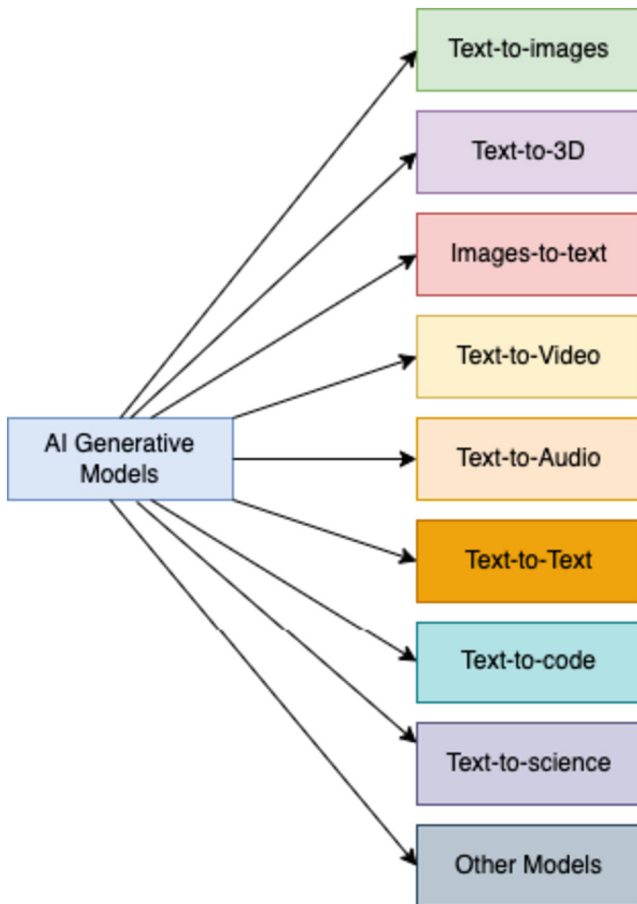 Text-to-images
Text-to-3D
Images-to-text
Text-to-Video
AI Generative
Models
Text-to-Audio
Text-to-Text
Text-to-code
Text-to-science
Other Models